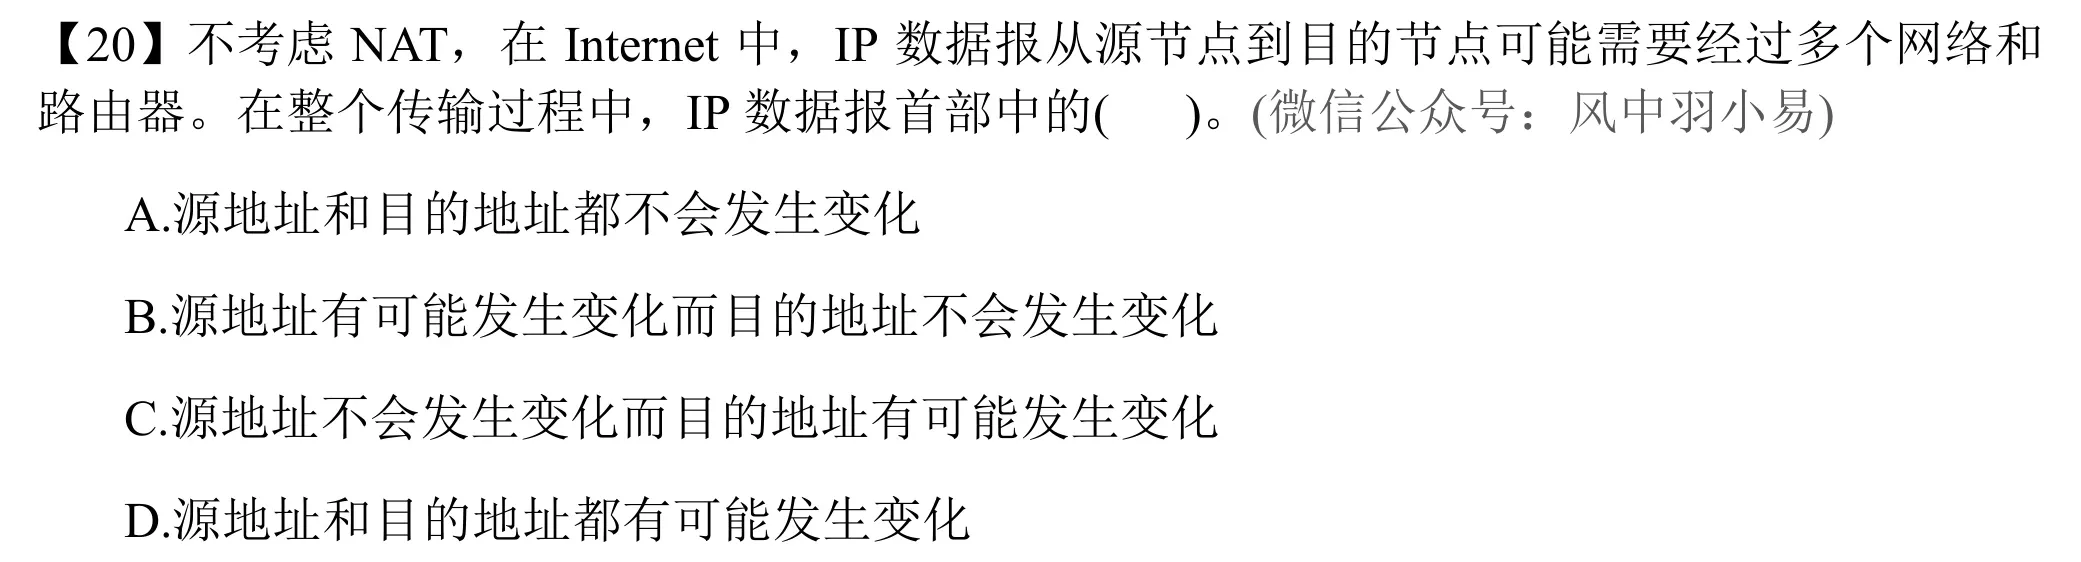 【20】不考虑 NAT，在 Internet 中，IP 数据报从源节点到目的节点可能需要经过多个网络和
路由器。在整个传输过程中，IP 数据报首部中的(    )。(微信公众号：风中羽小易)
A.源地址和目的地址都不会发生变化
B.源地址有可能发生变化而目的地址不会发生变化
C.源地址不会发生变化而目的地址有可能发生变化
D.源地址和目的地址都有可能发生变化